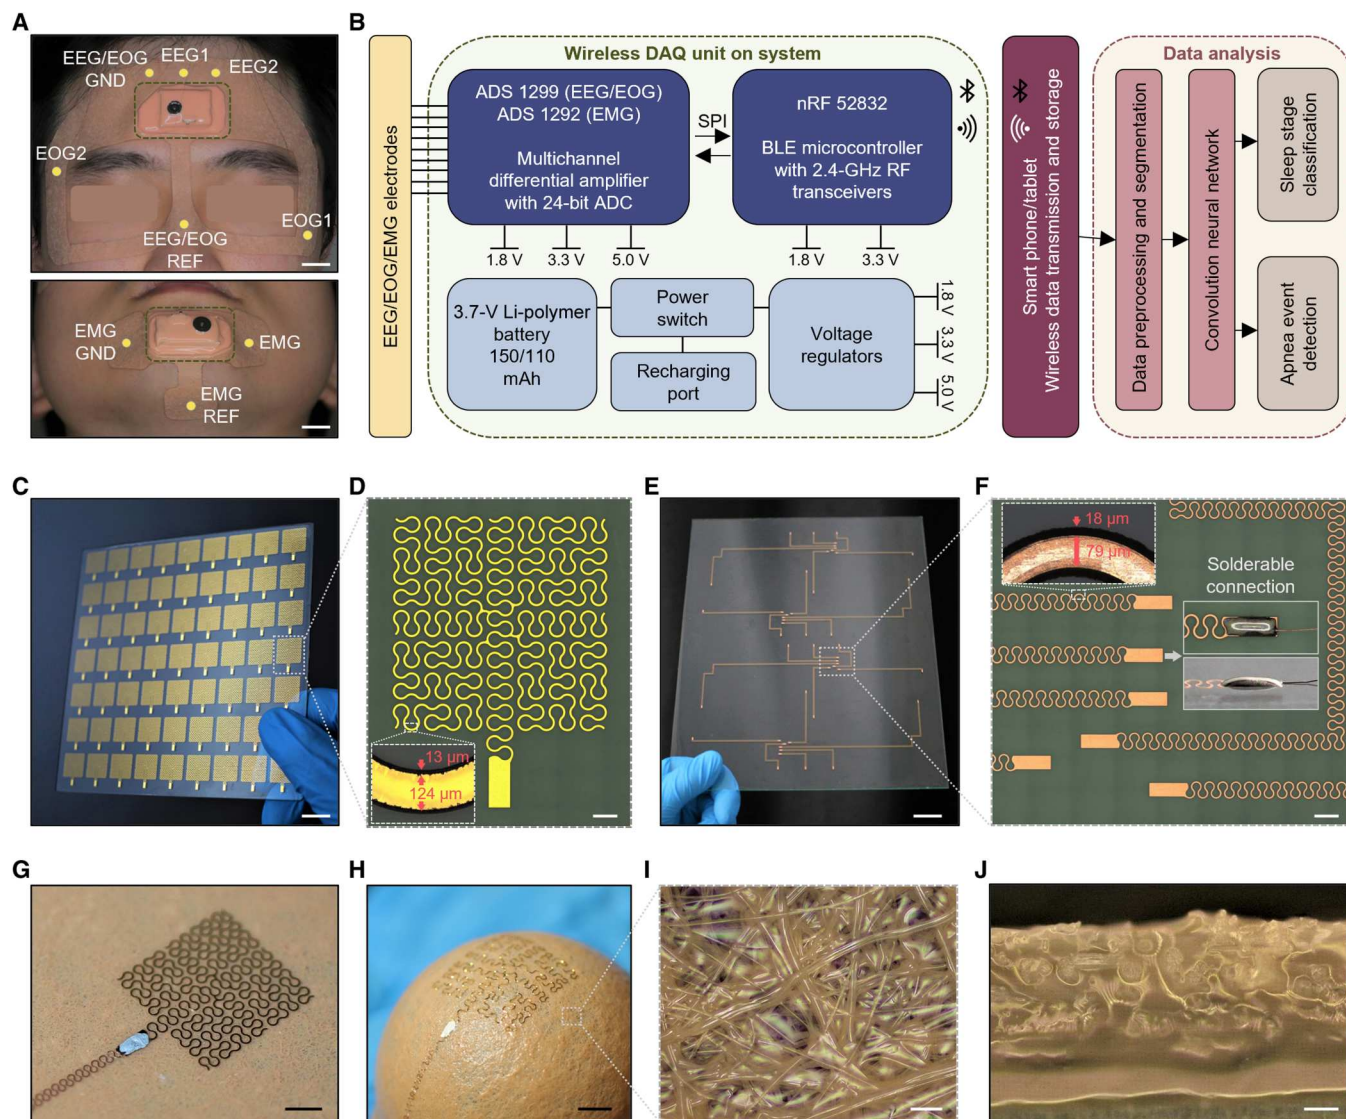 A
EEG/EOG
GND
EEG1
EEG2
EOG2
EOG1
EEG/EOG
REF
EMG
GND
EMG
EMG
REF
B
EEG/EOG/EMG electrodes
Wireless DAQ unit on system
ADS 1299 (EEG/EOG)
ADS 1292 (EMG)
Multichannel
differential amplifier
with 24-bit ADC
SPI
nRF 52832
BLE microcontroller
with 2.4-GHz RF
transceivers
1.8 V
3.3 V
5.0 V
1.8 V
3.3 V
3.7-V Li-polymer
battery
150/110
mAh
Power
switch
Recharging
port
Voltage
regulators
1.8 V
3.3 V
5.0 V
Smart phone/tablet
Wireless data transmission and storage
Data analysis
Data preprocessing and segmentation
Convolution neural network
Sleep stage
classification
Apnea event
detection
C
D
13 µm
124 µm
E
F
18 µm
79 µm
Solderable
connection
G
H
I
J